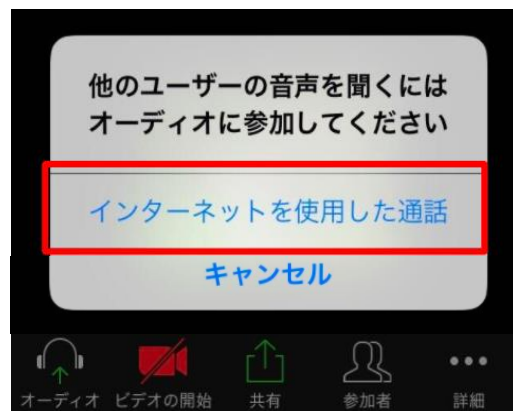 他のユーザーの音声を聞くには
オーディオに参加してください
インターネットを使用した通話
キャンセル
オーディオ ビデオの開始 共有 参加者 詳細